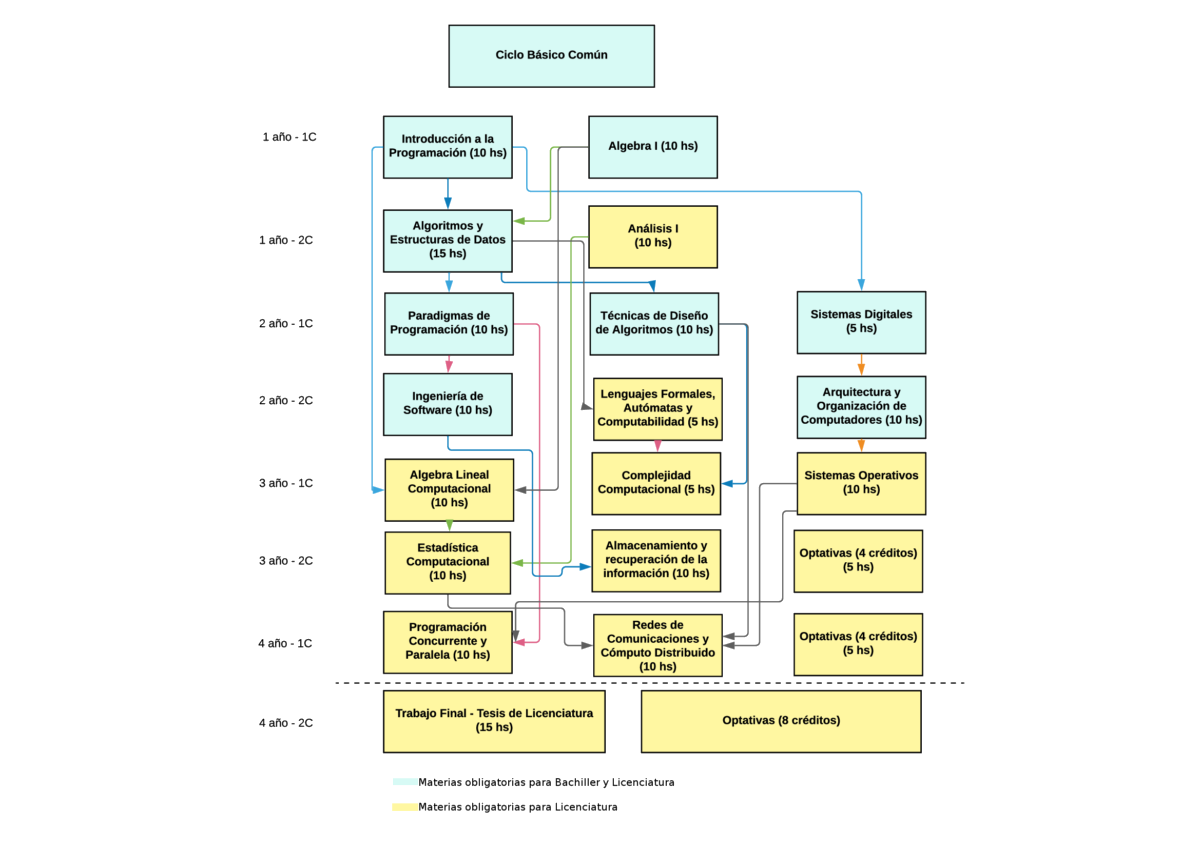 Ciclo Básico Común
1 año - 1C
Introducción a la
Programación (10 hs)
Algebra I (10 hs)
1 año - 2C
Algoritmos y
Estructuras de Datos
(15 hs)
Análisis I
(10 hs)
2 año - 1C
Paradigmas de
Programación (10 hs)
Técnicas de Diseño
de Algoritmos (10 hs)
Sistemas Digitales
(5 hs)
2 año - 2C
Ingeniería de
Software (10 hs)
Lenguajes Formales,
Autómatas y
Computabilidad (5 hs)
Arquitectura y
Organización de
Computadores (10 hs)
3 año - 1C
Algebra Lineal
Computacional
(10 hs)
Complejidad
Computacional (5 hs)
Sistemas Operativos
(10 hs)
3 año - 2C
Estadística
Computacional
(10 hs)
Almacenamiento y
recuperación de la
información (10 hs)
Optativas (4 créditos)
(5 hs)
4 año - 1C
Programación
Concurrente y
Paralela (10 hs)
Redes de
Comunicaciones y
Cómputo Distribuido
(10 hs)
Optativas (4 créditos)
(5 hs)
4 año - 2C
Trabajo Final - Tesis de Licenciatura
(15 hs)
Optativas (8 créditos)
Materias obligatorias para Bachiller y Licenciatura
Materias obligatorias para Licenciatura